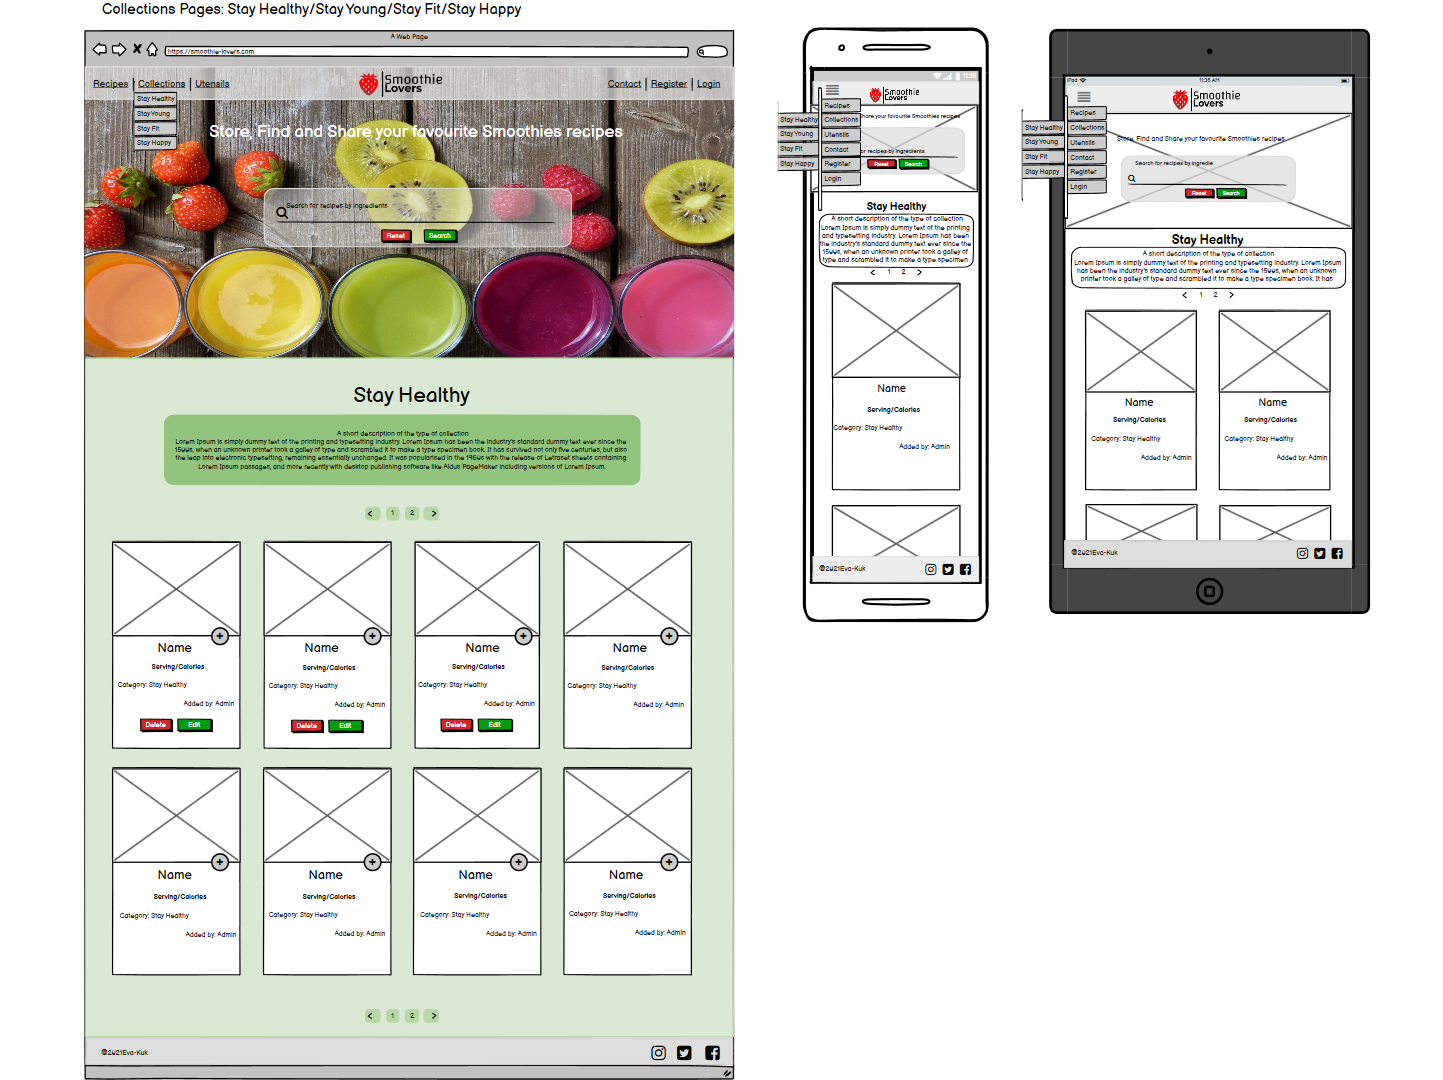 Collections Pages: Stay Healthy/Stay Young/Stay Fit/Stay Happy
A Web Page
https://smoothie-lovers.com
Recipes | Collections | Utensils
Smoothie
Lovers
Contact | Register | Login
Stay Healthy
Stay Young
Stay Fit
Stay Happy
Store, Find and Share your favourite Smoothies recipes
Search for recipes by ingredients
Reset Search
Stay Healthy
A short description of the type of collection
Lorem Ipsum is simply dummy text of the printing and typesetting industry. Lorem Ipsum has been the industry's standard dummy text ever since the
1500s, when an unknown printer took a galley of type and scrambled it to make a type specimen book. It has survived not only five centuries, but also
the leap into electronic typesetting, remaining essentially unchanged. It was popularised in the 1960s with the release of Letraset sheets containing
Lorem Ipsum passages, and more recently with desktop publishing software like Aldus PageMaker including versions of Lorem Ipsum.
< 1 2 >
+ + + +
Name Name Name Name
Serving/Calories Serving/Calories Serving/Calories Serving/Calories
Category: Stay Healthy Category: Stay Healthy Category: Stay Healthy Category: Stay Healthy
Added by: Admin Added by: Admin Added by: Admin Added by: Admin
Delete Edit Delete Edit Delete Edit
+ + + +
Name Name Name Name
Serving/Calories Serving/Calories Serving/Calories Serving/Calories
Category: Stay Healthy Category: Stay Healthy Category: Stay Healthy Category: Stay Healthy
Added by: Admin Added by: Admin Added by: Admin Added by: Admin
< 1 2 >
©2021Eva-Kuk
11:35
Smoothie
Lovers
Recipes
Collections
Utensils
Contact
Register
Login
Stay Healthy
Stay Young
Stay Fit
Stay Happy
hare your favourite Smoothies recipes
or recipes by ingredients
Reset Search
Stay Healthy
A short description of the type of collection
Lorem Ipsum is simply dummy text of the printing
and typesetting industry. Lorem Ipsum has been
the industry's standard dummy text ever since the
1500s, when an unknown printer took a galley of
type and scrambled it to make a type specimen
< 1 2 >
Name
Serving/Calories
Category: Stay Healthy
Added by: Admin
©2021Eva-Kuk
iPad 11:35 AM
Smoothie
Lovers
Recipes
Collections
Utensils
Contact
Register
Login
Stay Healthy
Stay Young
Stay Fit
Stay Happy
Store, Find and Share your favourite Smoothies recipes
Search for recipes by ingredie
Reset Search
Stay Healthy
A short description of the type of collection
Lorem Ipsum is simply dummy text of the printing and typesetting industry. Lorem Ipsum
has been the industry's standard dummy text ever since the 1500s, when an unknown
printer took a galley of type and scrambled it to make a type specimen book. It has
< 1 2 >
Name Name
Serving/Calories Serving/Calories
Category: Stay Healthy Category: Stay Healthy
Added by: Admin Added by: Admin
©2021Eva-Kuk